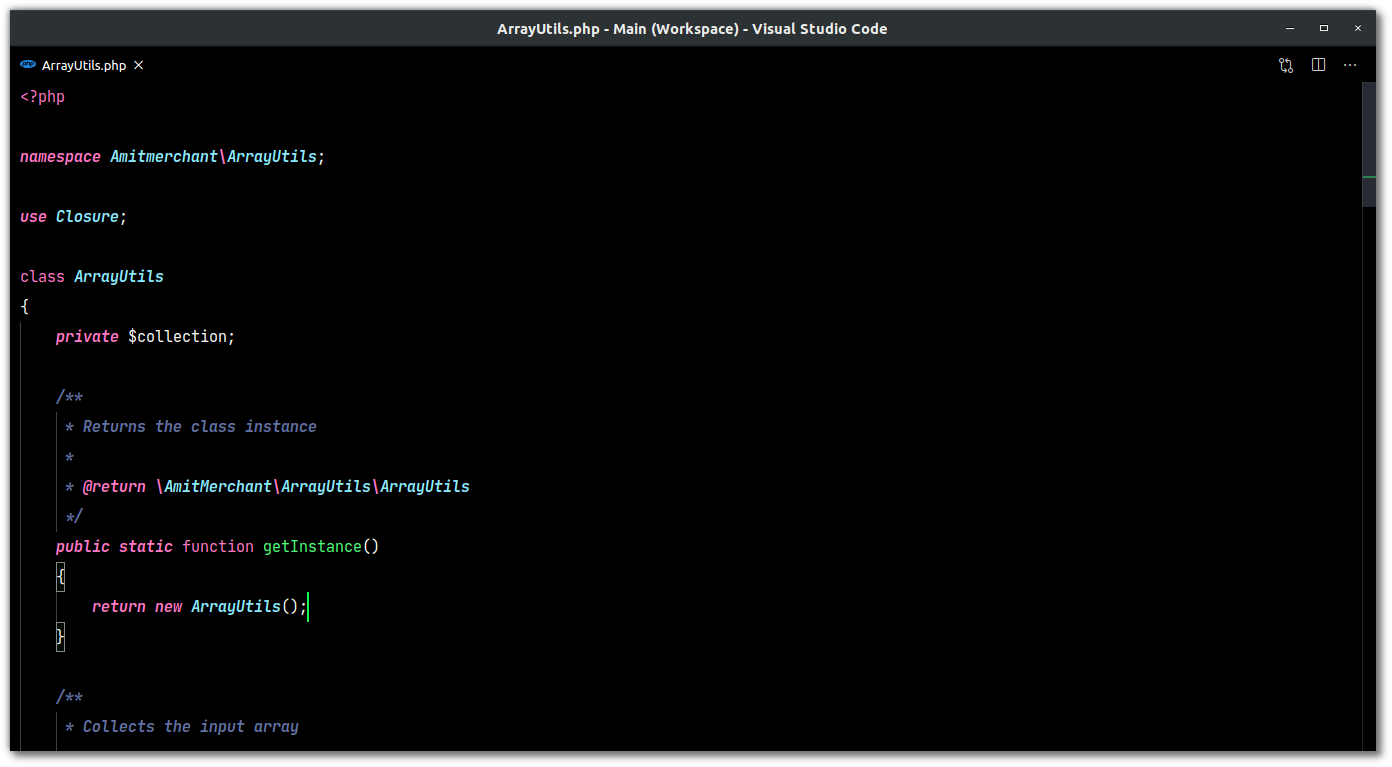 ArrayUtils.php - Main (Workspace) - Visual Studio Code
php ArrayUtils.php
<?php
namespace Amitmerchant\ArrayUtils;
use Closure;
class ArrayUtils
{
    private $collection;
    /**
     * Returns the class instance
     *
     * @return \AmitMerchant\ArrayUtils\ArrayUtils
     */
    public static function getInstance()
    {
        return new ArrayUtils();
    }
    /**
     * Collects the input array